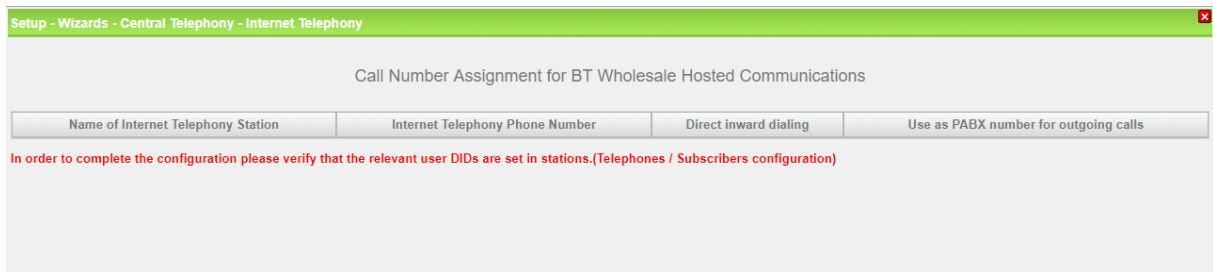 Setup - Wizards - Central Telephony - Internet Telephony
Call Number Assignment for BT Wholesale Hosted Communications
Name of Internet Telephony Station Internet Telephony Phone Number Direct inward dialing Use as PABX number for outgoing calls
In order to complete the configuration please verify that the relevant user DIDs are set in stations.(Telephones / Subscribers configuration)